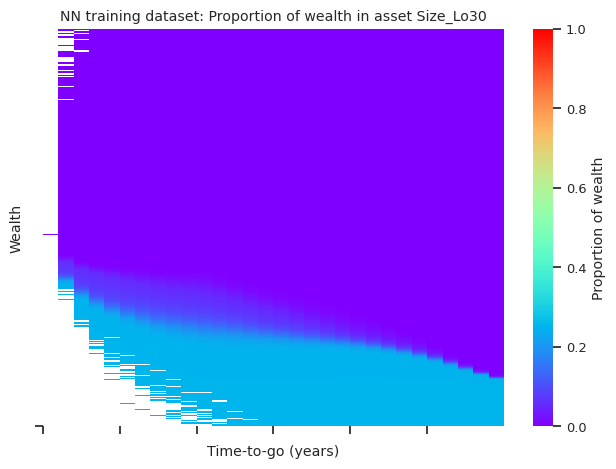 NN training dataset: Proportion of wealth in asset Size_Lo30
Wealth
Time-to-go (years)
1.0
0.8
0.6
0.4
0.2
0.0
Proportion of wealth